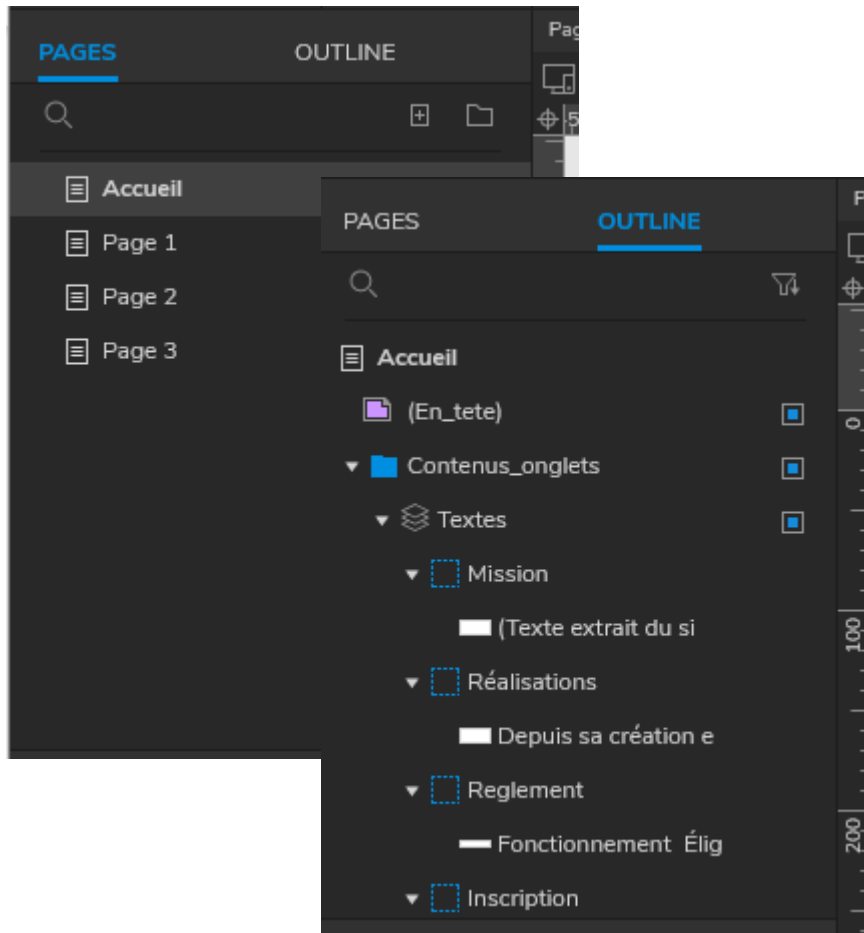 PAGES OUTLINE
Accueil
Page 1
Page 2
Page 3
PAGES OUTLINE
Accueil
(En_tete)
Contenus_onglets
Textes
Mission
(Texte extrait du si
Réalisations
Depuis sa création e
Reglement
Fonctionnement Élig
Inscription
0
100
200